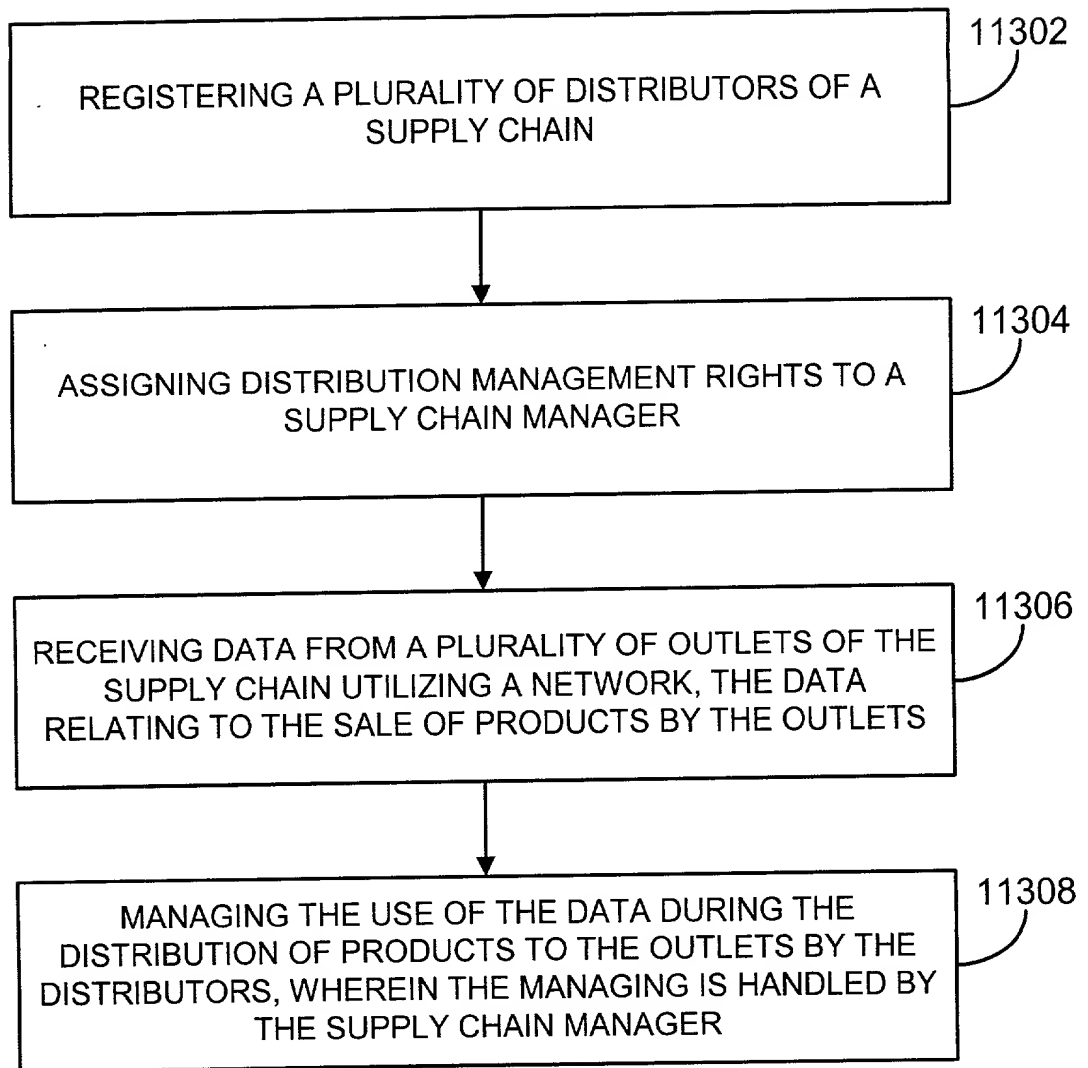 11302
REGISTERING A PLURALITY OF DISTRIBUTORS OF A
SUPPLY CHAIN
11304
ASSIGNING DISTRIBUTION MANAGEMENT RIGHTS TO A
SUPPLY CHAIN MANAGER
11306
RECEIVING DATA FROM A PLURALITY OF OUTLETS OF THE
SUPPLY CHAIN UTILIZING A NETWORK, THE DATA
RELATING TO THE SALE OF PRODUCTS BY THE OUTLETS
11308
MANAGING THE USE OF THE DATA DURING THE
DISTRIBUTION OF PRODUCTS TO THE OUTLETS BY THE
DISTRIBUTORS, WHEREIN THE MANAGING IS HANDLED BY
THE SUPPLY CHAIN MANAGER